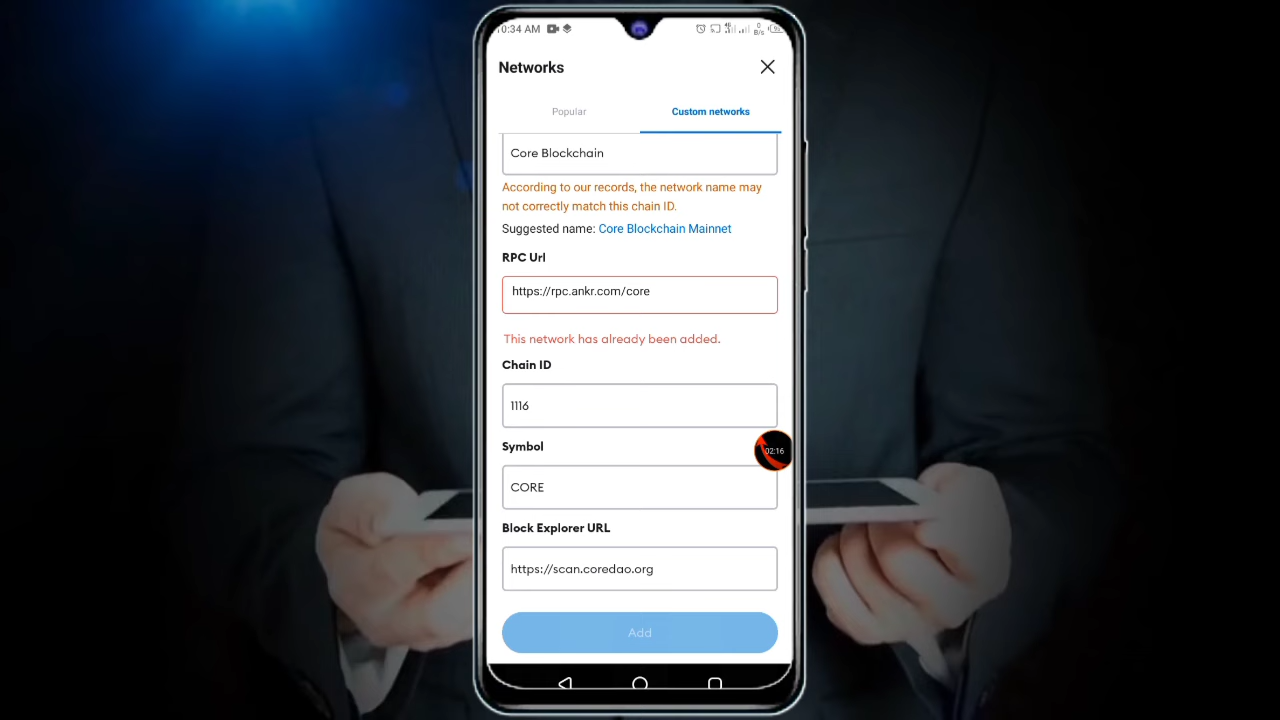 0:34 AM
B/s
Networks
Popular
Custom networks
Core Blockchain
According to our records, the network name may
not correctly match this chain ID.
Suggested name: Core Blockchain Mainnet
RPC Url
https://rpc.ankr.com/core
This network has already been added.
Chain ID
1116
Symbol
02:16
CORE
Block Explorer URL
https://scan.coredao.org
Add